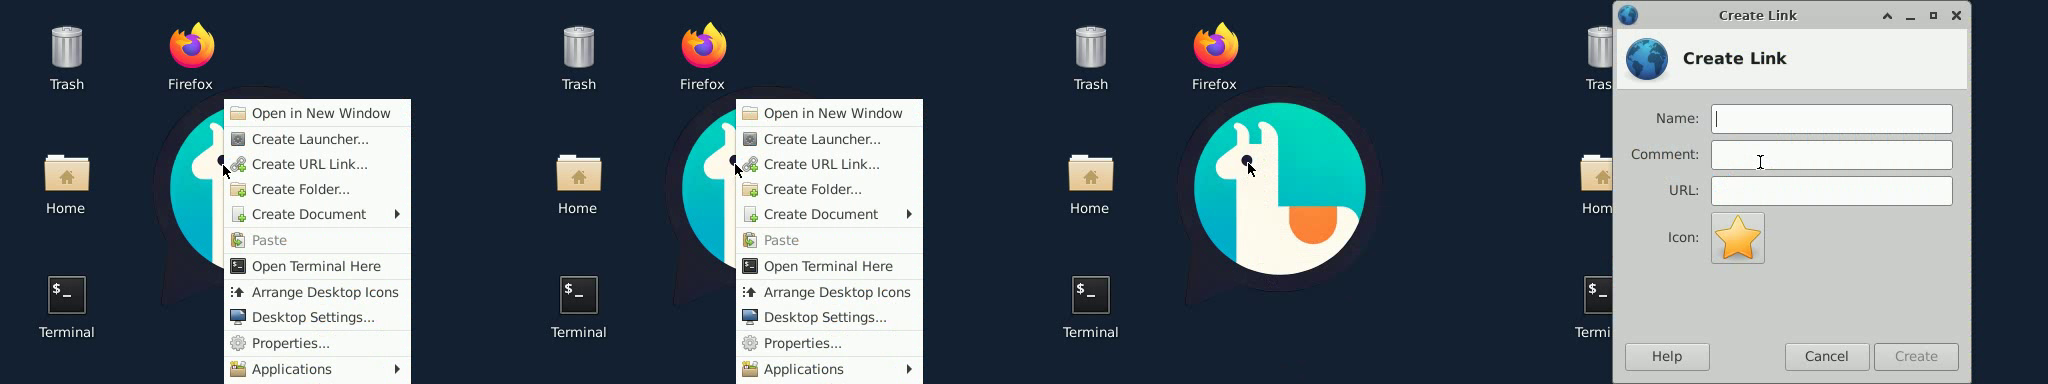 Trash
Firefox
Home
Terminal
Open in New Window
Create Launcher...
Create URL Link...
Create Folder...
Create Document
Paste
Open Terminal Here
Arrange Desktop Icons
Desktop Settings...
Properties...
Applications
Trash
Firefox
Home
Terminal
Open in New Window
Create Launcher...
Create URL Link...
Create Folder...
Create Document
Paste
Open Terminal Here
Arrange Desktop Icons
Desktop Settings...
Properties...
Applications
Trash
Firefox
Home
Terminal
Tras
Hom
Termi
Create Link
Create Link
Name:
Comment:
URL:
Icon:
Help
Cancel
Create